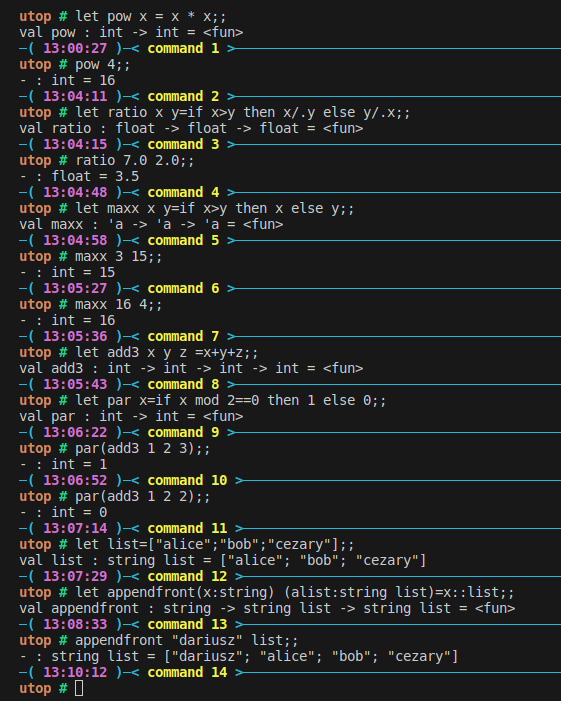 utop # let pow x = x * x;;
val pow : int -> int = <fun>
─( 13:00:27 )─< command 1 >─
utop # pow 4;;
- : int = 16
─( 13:04:11 )─< command 2 >─
utop # let ratio x y=if x>y then x/.y else y/.x;;
val ratio : float -> float -> float = <fun>
─( 13:04:15 )─< command 3 >─
utop # ratio 7.0 2.0;;
- : float = 3.5
─( 13:04:48 )─< command 4 >─
utop # let maxx x y=if x>y then x else y;;
val maxx : 'a -> 'a -> 'a = <fun>
─( 13:04:58 )─< command 5 >─
utop # maxx 3 15;;
- : int = 15
─( 13:05:27 )─< command 6 >─
utop # maxx 16 4;;
- : int = 16
─( 13:05:36 )─< command 7 >─
utop # let add3 x y z =x+y+z;;
val add3 : int -> int -> int -> int = <fun>
─( 13:05:43 )─< command 8 >─
utop # let par x=if x mod 2==0 then 1 else 0;;
val par : int -> int = <fun>
─( 13:06:22 )─< command 9 >─
utop # par(add3 1 2 3);;
- : int = 1
─( 13:06:52 )─< command 10 >─
utop # par(add3 1 2 2);;
- : int = 0
─( 13:07:14 )─< command 11 >─
utop # let list=["alice";"bob";"cezary"];;
val list : string list = ["alice"; "bob"; "cezary"]
─( 13:07:29 )─< command 12 >─
utop # let appendfront(x:string) (alist:string list)=x::list;;
val appendfront : string -> string list -> string list = <fun>
─( 13:08:33 )─< command 13 >─
utop # appendfront "dariusz" list;;
- : string list = ["dariusz"; "alice"; "bob"; "cezary"]
─( 13:10:12 )─< command 14 >─
utop #